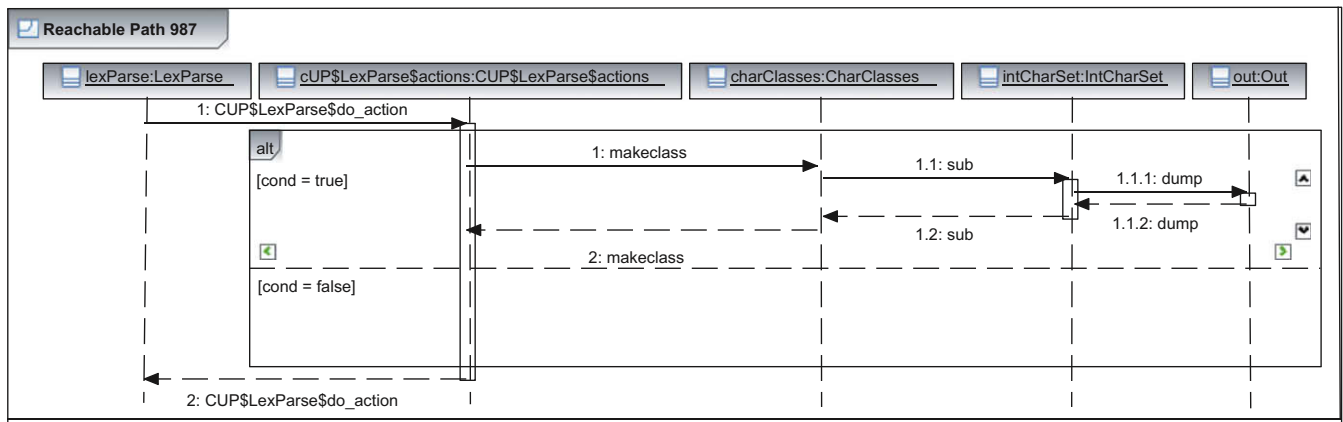 Reachable Path 987
lexParse:LexParse
cUP$LexParse$actions:CUP$LexParse$actions
charClasses:CharClasses
intCharSet:IntCharSet
out:Out
1: CUP$LexParse$do_action
alt
1: makeclass
[cond = true]
1.1: sub
1.1.1: dump
1.1.2: dump
1.2: sub
2: makeclass
[cond = false]
2: CUP$LexParse$do_action